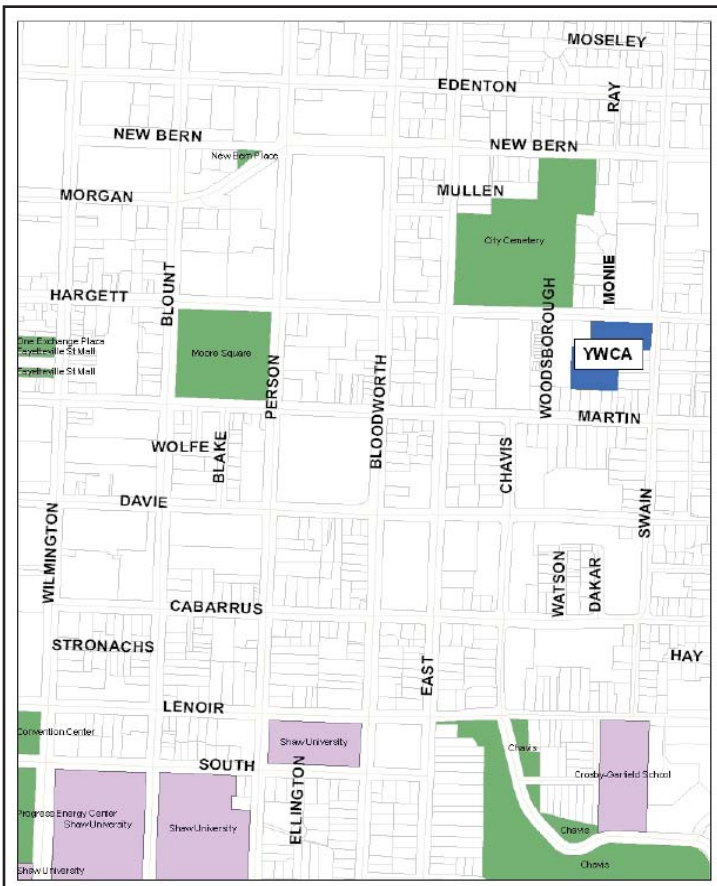 MOSELEY
EDENTON
RAY
NEW BERN
NEW BERN
New Bern Place
MORGAN
MULLEN
City Cemetery
BLOUNT
HARGETT
WOODSBOROUGH
MONIE
One Exchange Plaza
Fayetteville St Mall
Fayetteville St Mall
Moore Square
PERSON
BLOODWORTH
YWCA
MARTIN
WOLFE
BLAKE
CHAVIS
DAVIE
SWAIN
WILMINGTON
WATSON
DAKAR
CABARRUS
STRONACHS
HAY
EAST
LENOIR
Convention Center
Shaw University
Chavis
SOUTH
Crosby-Garfield School
ELLINGTON
Progress Energy Center
Shaw University
Shaw University
Chavis
Chavis
Shaw University